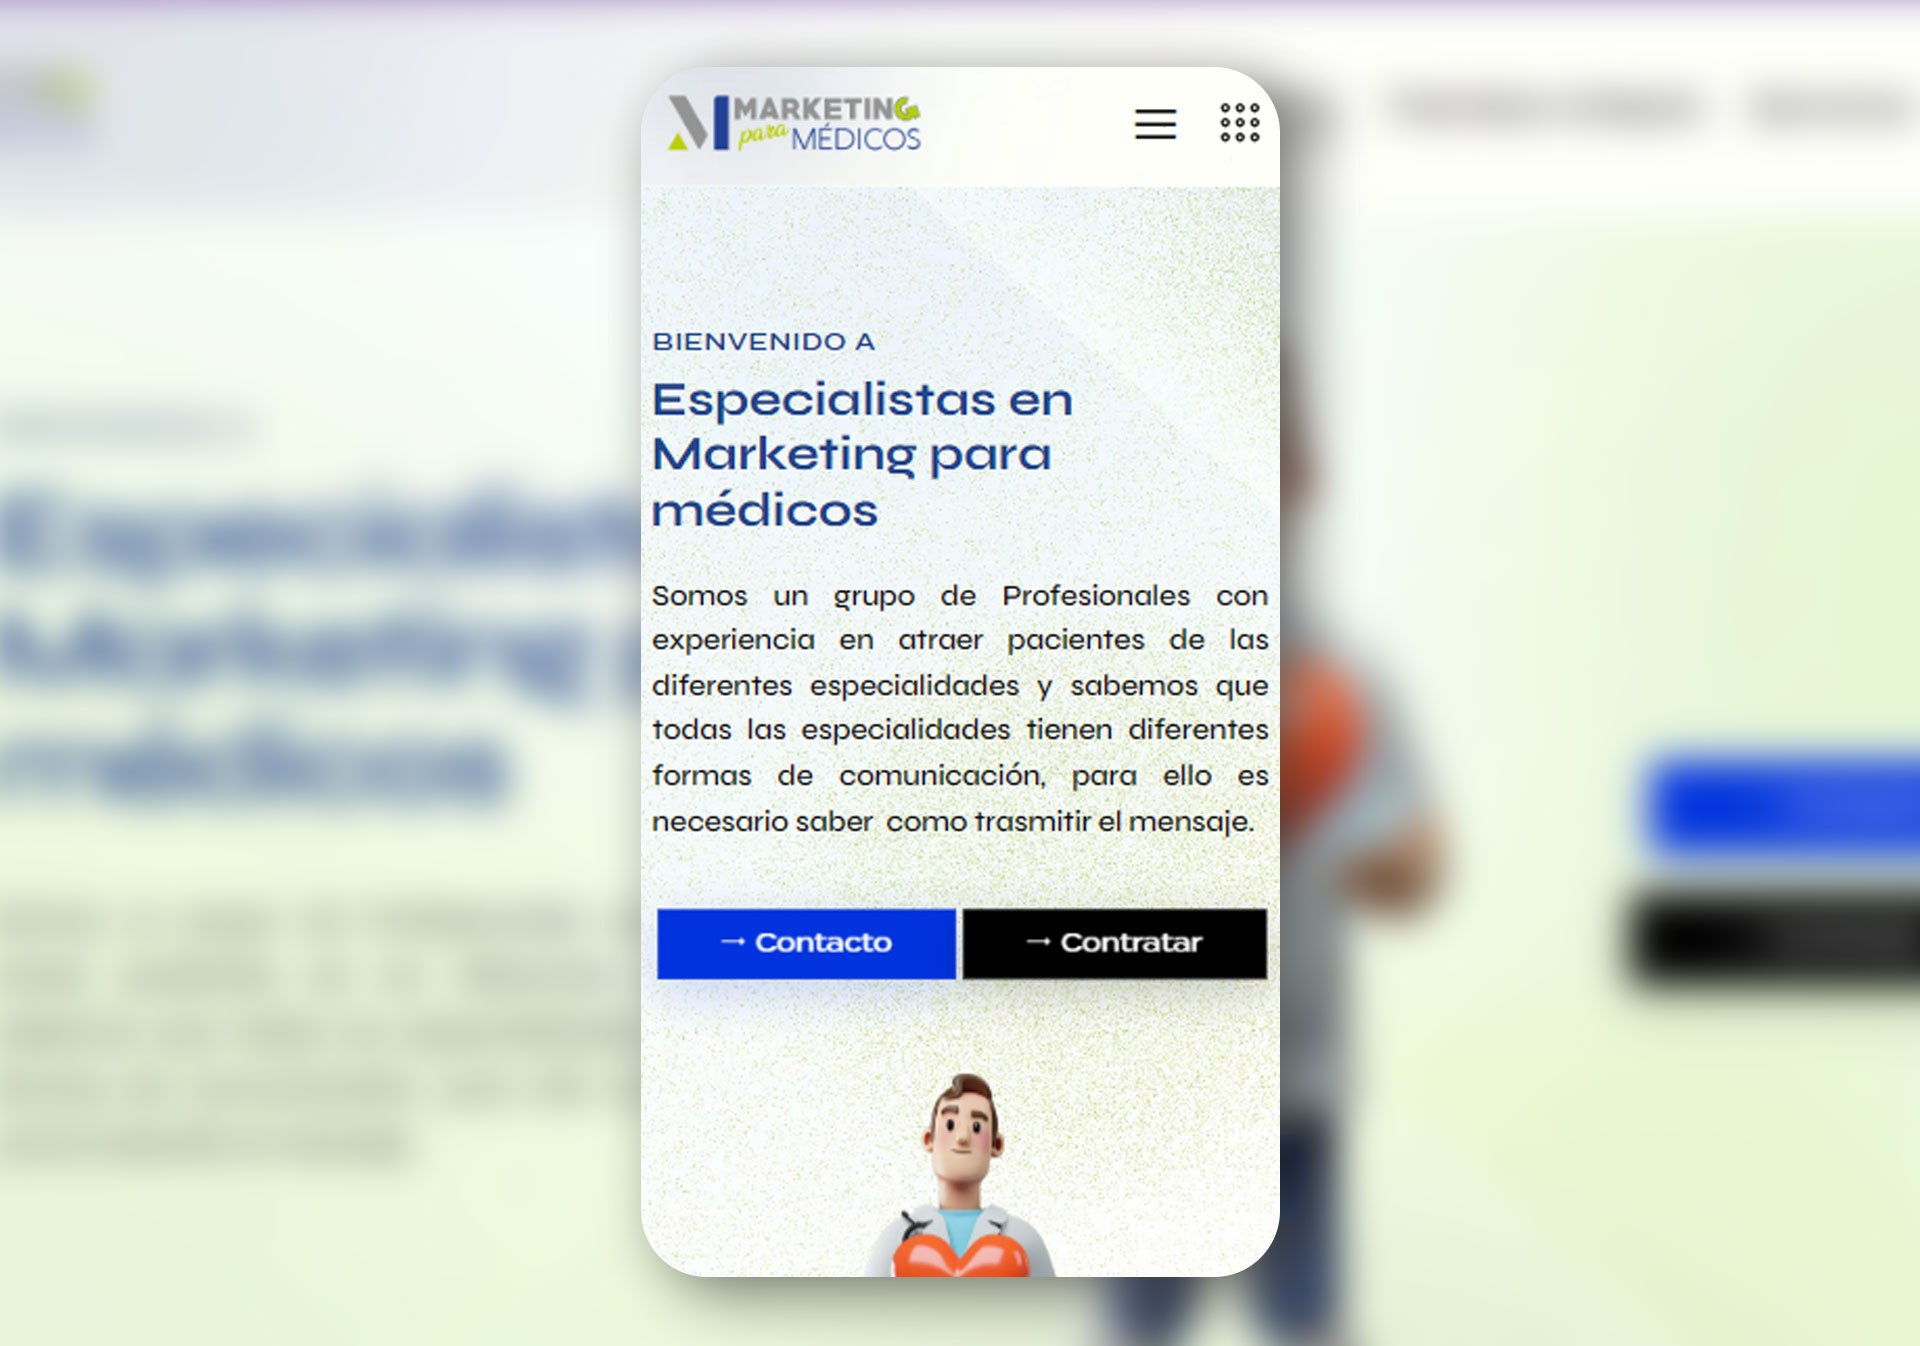 MARKETING
para MÉDICOS
BIENVENIDO A
Especialistas en
Marketing para
médicos
Somos un grupo de Profesionales con
experiencia en atraer pacientes de las
diferentes especialidades y sabemos que
todas las especialidades tienen diferentes
formas de comunicación, para ello es
necesario saber como trasmitir el mensaje.
→ Contacto
→ Contratar